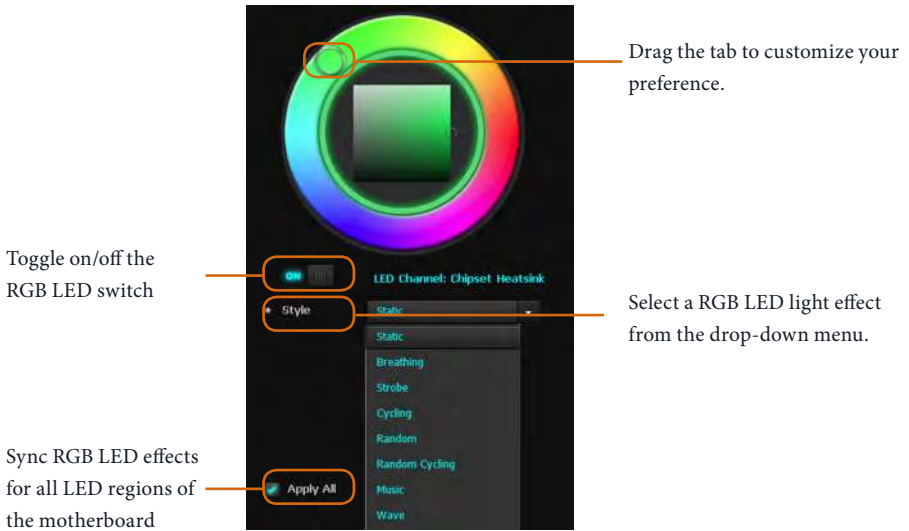 Drag the tab to customize your
preference.
Toggle on/off the
RGB LED switch
ON
LED Channel: Chipset Heatsink
Style
Static
Select a RGB LED light effect
from the drop-down menu.
Static
Breathing
Strobe
Cycling
Random
Random Cycling
Music
Wave
Sync RGB LED effects
for all LED regions of
the motherboard
Apply All